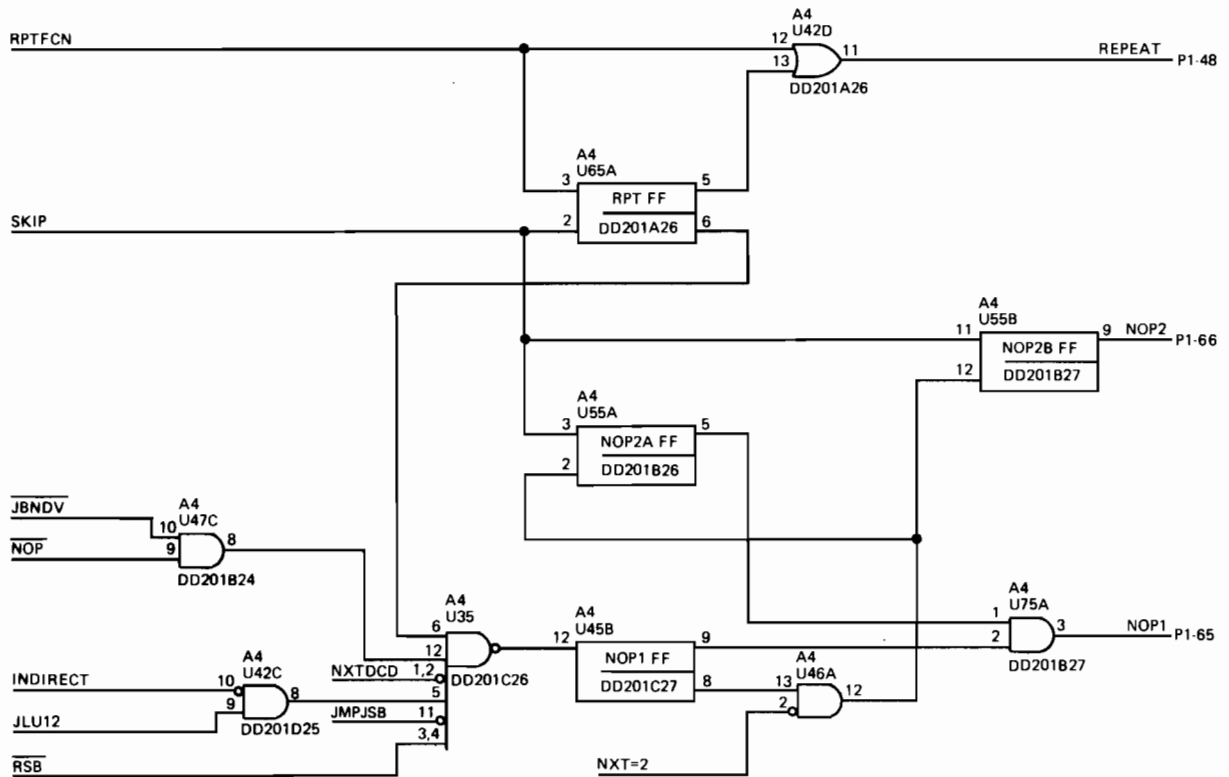 RPTFCN
A4
U42D
12
13
11
REPEAT
P1-48
DD201A26
A4
U65A
3
2
RPT FF
DD201A26
5
6
SKIP
A4
U55B
11
12
NOP2B FF
DD201B27
9
NOP2
P1-66
A4
U55A
3
2
NOP2A FF
DD201B26
5
JBNDV
NOP
A4
U47C
10
9
8
DD201B24
A4
U35
6
12
NXTDCD
1,2
5
JMPJSB
11
3,4
DD201C26
A4
U45B
12
NOP1 FF
DD201C27
9
8
A4
U75A
1
2
3
NOP1
P1-65
DD201B27
A4
U46A
13
2
12
INDIRECT
JLU12
A4
U42C
10
9
8
DD201D25
RSB
NXT=2